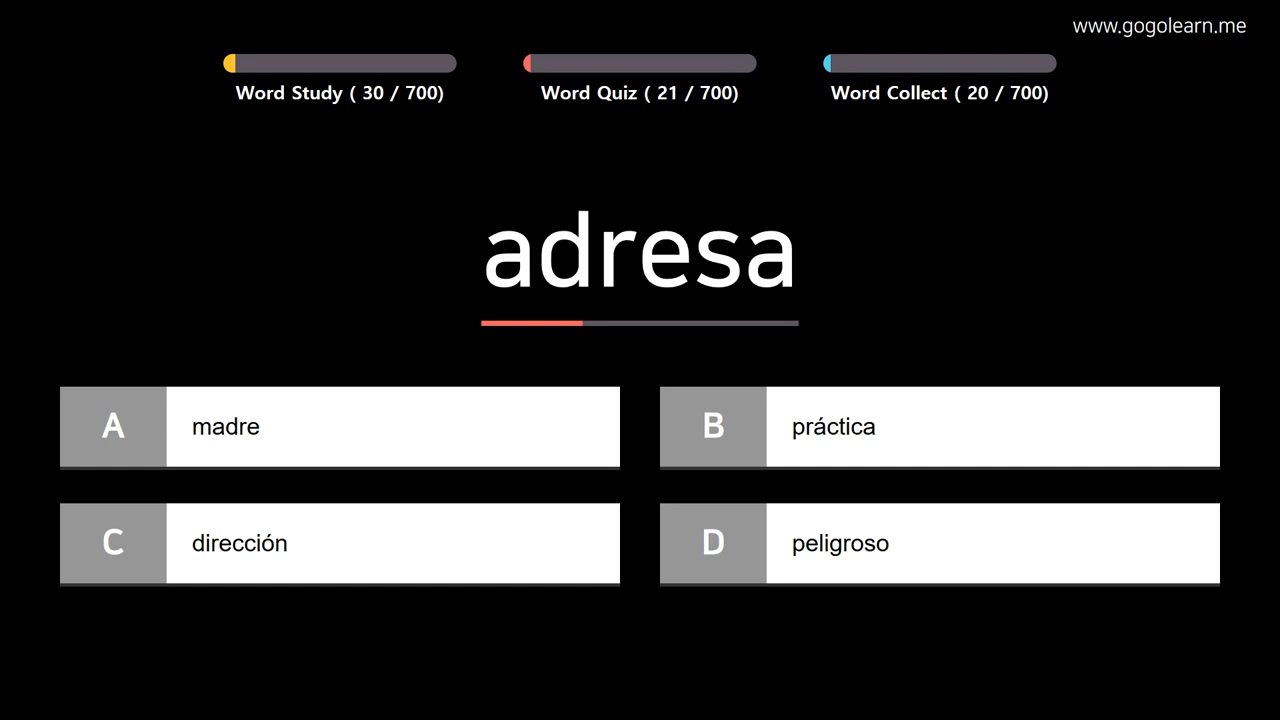 www.gogolearn.me
Word Study ( 30 / 700)
Word Quiz ( 21 / 700)
Word Collect ( 20 / 700)
adresa
A madre
B práctica
C dirección
D peligroso